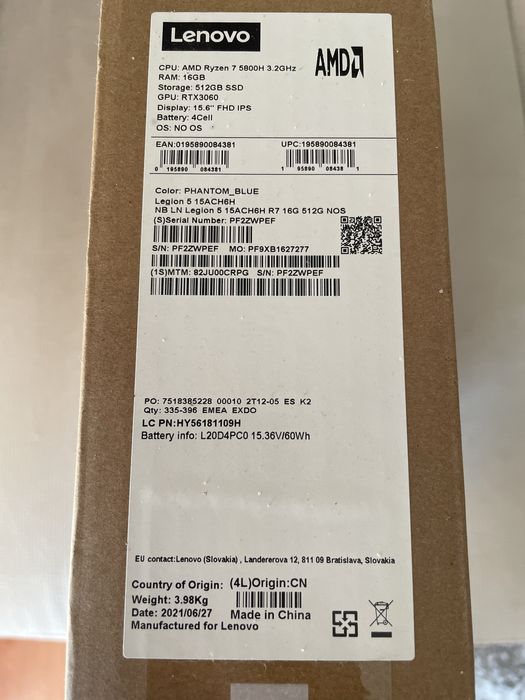 Lenovo
AMD
CPU: AMD Ryzen 7 5800H 3.2GHz
RAM: 16GB
Storage: 512GB SSD
GPU: RTX3060
Display: 15.6" FHD IPS
Battery: 4Cell
OS: NO OS
EAN:0195890084381 UPC:195890084381
0 195890 084381 1 95890 08438 1
Color: PHANTOM_BLUE
Legion 5 15ACH6H
NB LN Legion 5 15ACH6H R7 16G 512G NOS
(S)Serial Number: PF2ZWPEF
S/N: PF2ZWPEF MO: PF9XB1627277
(1S)MTM: 82JU00CRPG S/N: PF2ZWPEF
PO: 7518385228 00010 2T12-05 ES K2
Qty: 335-396 EMEA EXDO
LC PN:HY56181109H
Battery info: L20D4PC0 15.36V/60Wh
EU contact:Lenovo (Slovakia) , Landererova 12, 811 09 Bratislava, Slovakia
Country of Origin: (4L)Origin:CN
Weight: 3.98Kg
Date: 2021/06/27 Made in China
Manufactured for Lenovo